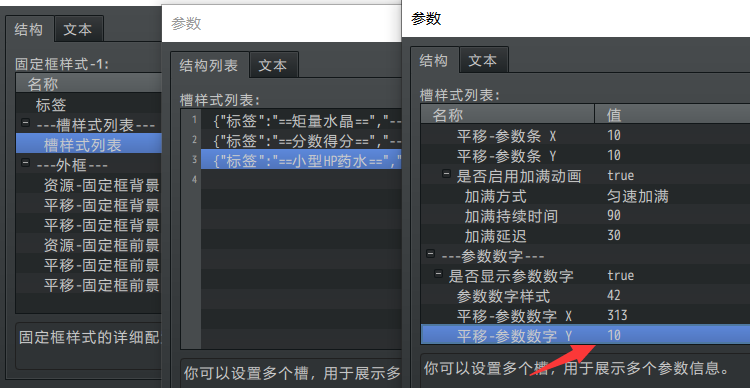 结构
文本
固定框样式-1:
名称
标签
---槽样式列表---
槽样式列表
---外框---
资源-固定框背景
平移-固定框背景
平移-固定框背景
资源-固定框前景
平移-固定框前景
平移-固定框前景
固定框样式的详细配
参数
结构列表
文本
槽样式列表:
1 {"标签":"==矩量水晶==","--
2 {"标签":"==分数得分==","--
3 {"标签":"==小型HP药水==","
4
你可以设置多个槽，用于展示多
参数
结构
文本
槽样式列表:
名称 值
平移-参数条 X 10
平移-参数条 Y 10
是否启用加满动画 true
加满方式 匀速加满
加满持续时间 90
加满延迟 30
---参数数字---
是否显示参数数字 true
参数数字样式 42
平移-参数数字 X 313
平移-参数数字 Y 10
你可以设置多个槽，用于展示多个参数信息。